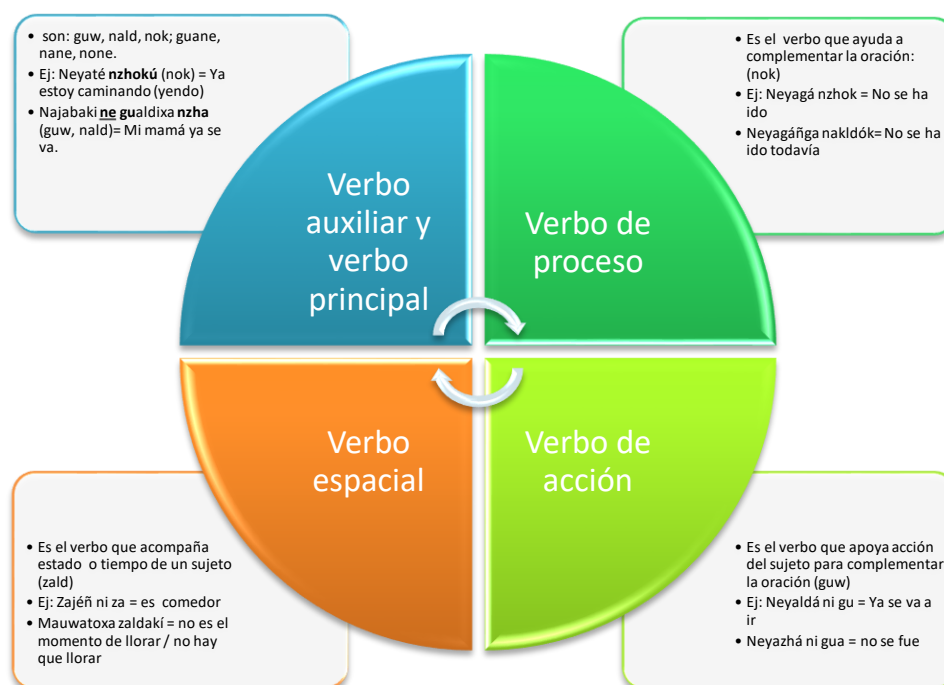 • son: guw, nald, nok; guane,
nane, none.
• Ej: Neyaté nzhokú (nok) = Ya
estoy caminando (yendo)
• Najabaki ne gualdixa nzha
(guw, nald)= Mi mamá ya se
va.
• Es el verbo que ayuda a
complementar la oración:
(nok)
• Ej: Neyagá nzhok = No se ha
ido
• Neyagáñga nakldók= No se ha
ido todavía
Verbo
auxiliar y
verbo
principal
Verbo de
proceso
Verbo
espacial
Verbo de
acción
• Es el verbo que acompaña
estado o tiempo de un sujeto
(zald)
• Ej: Zajéñ ni za = es comedor
• Mauwatoxa zaldakí = no es el
momento de llorar / no hay
que llorar
• Es el verbo que apoya acción
del sujeto para complementar
la oración (guw)
• Ej: Neyaldá ni gu = Ya se va a
ir
• Neyazhá ni gua = no se fue